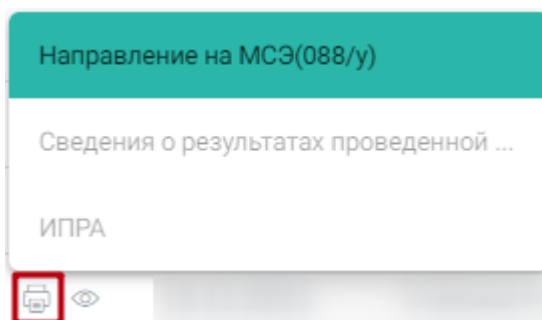 Направление на МСЭ(088/у)
Сведения о результатах проведенной ...
ИПРА